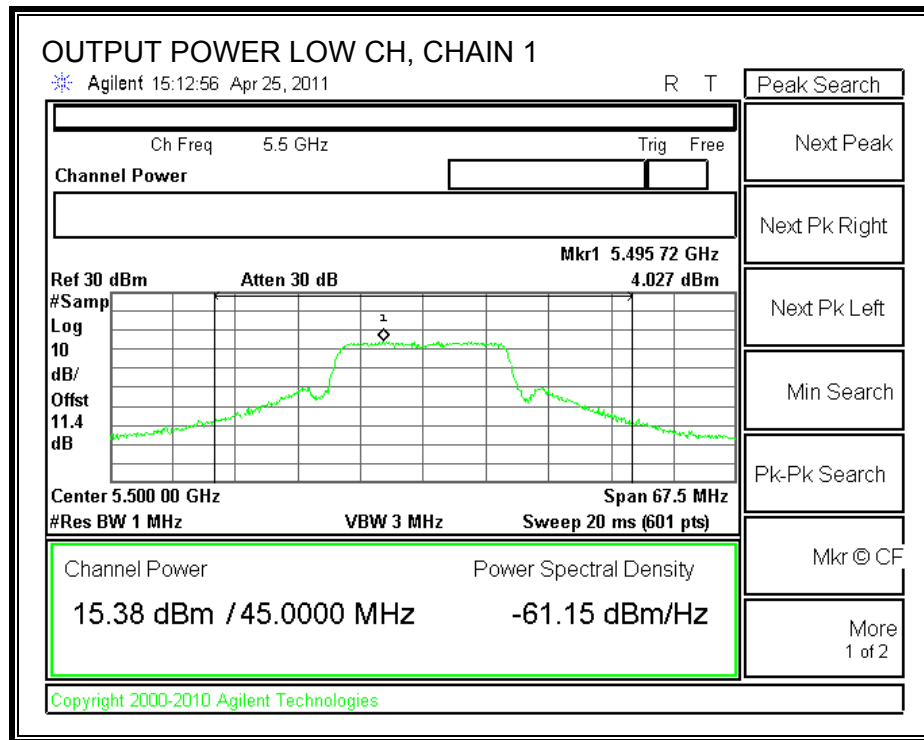 OUTPUT POWER LOW CH, CHAIN 1
Agilent 15:12:56 Apr 25, 2011 R T
Peak Search
Ch Freq 5.5 GHz Trig Free
Channel Power
Mkr1 5.495 72 GHz
Ref 30 dBm Atten 30 dB 4.027 dBm
#Samp
Log
10
dB/
Offst
11.4
dB
1
Center 5.500 00 GHz Span 67.5 MHz
#Res BW 1 MHz VBW 3 MHz Sweep 20 ms (601 pts)
Channel Power Power Spectral Density
15.38 dBm / 45.0000 MHz -61.15 dBm/Hz
Next Peak
Next Pk Right
Next Pk Left
Min Search
Pk-Pk Search
Mkr © CF
More
1 of 2
Copyright 2000-2010 Agilent Technologies